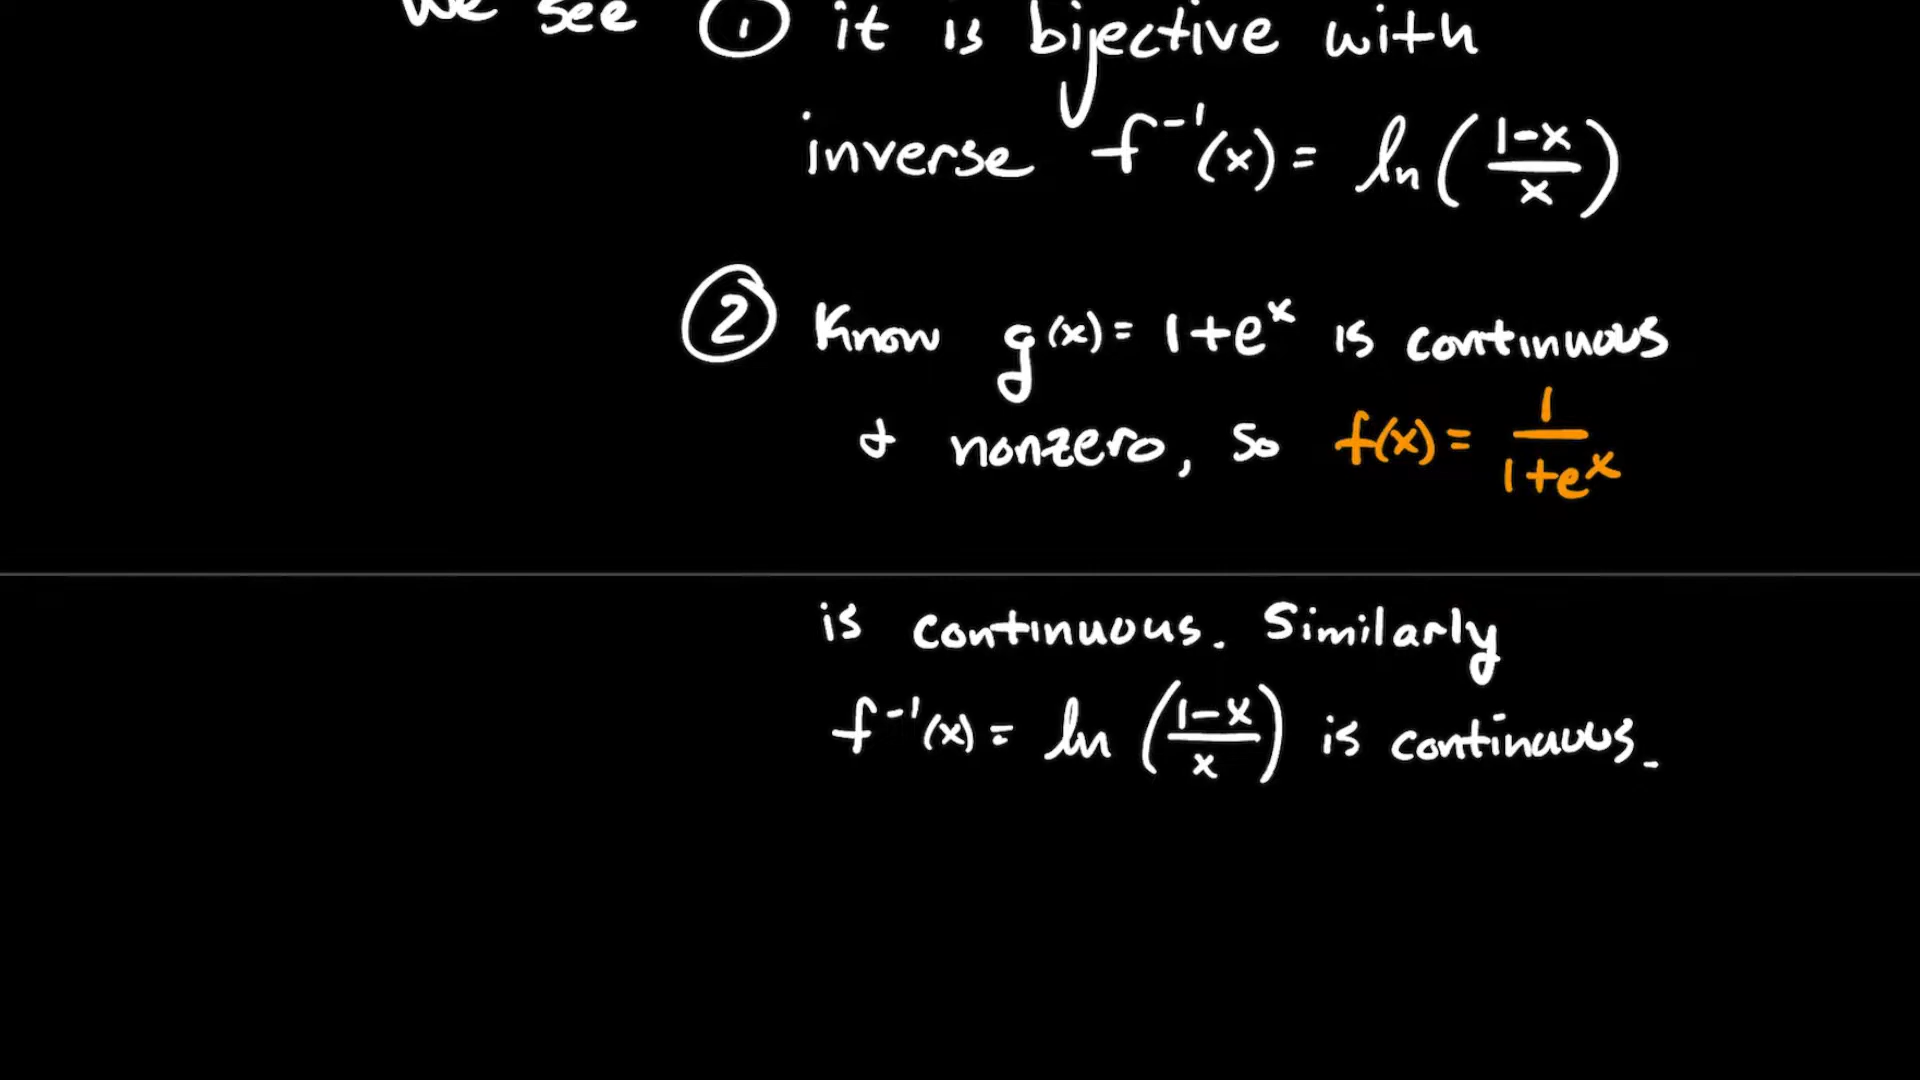 We see ① it is bijective with
inverse f⁻¹(x) = ln((1-x)/x)
② Know g(x) = 1+eˣ is continuous
& nonzero, so f(x) = 1/(1+eˣ)
is continuous. Similarly
f⁻¹(x) = ln((1-x)/x) is continuous.